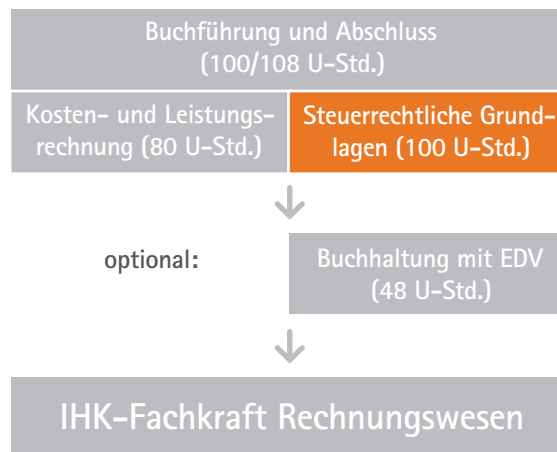 Buchführung und Abschluss
(100/108 U-Std.)
Kosten- und Leistungs-
rechnung (80 U-Std.)
Steuerrechtliche Grund-
lagen (100 U-Std.)
optional:
Buchhaltung mit EDV
(48 U-Std.)
IHK-Fachkraft Rechnungswesen